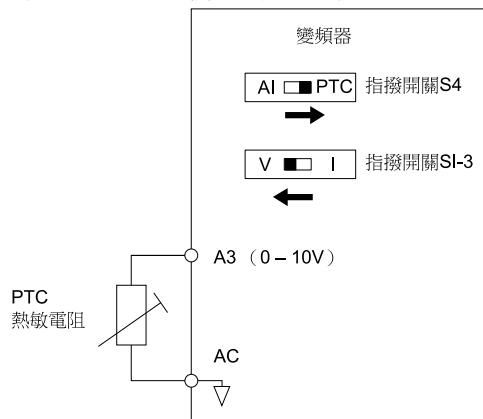 變頻器
AI PTC 指撥開關S4
V I 指撥開關SI-3
A3（0 – 10V）
PTC
熱敏電阻
AC